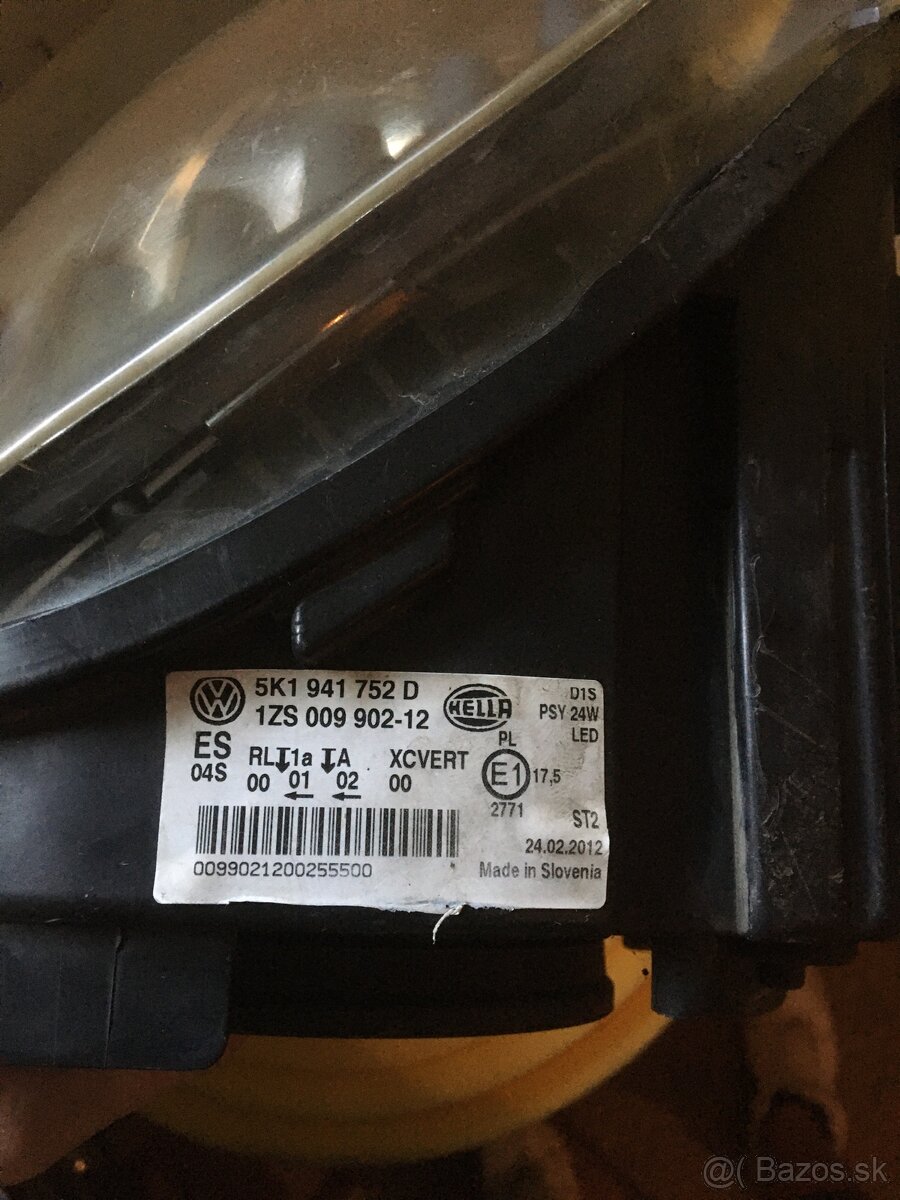 5K1 941 752 D
1ZS 009 902-12
HELLA
D1S
PSY 24W
LED
ES
04S
RL 1a A XCVERT
00 01 02 00
PL
E1 17,5
2771
ST2
24.02.2012
0099021200255500
Made in Slovenia
@( Bazos.sk